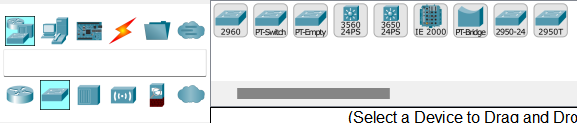 2960 PT-Switch PT-Empty 3560 24PS 3650 24PS IE 2000 PT-Bridge 2950-24 2950T
(Select a Device to Drag and Dro